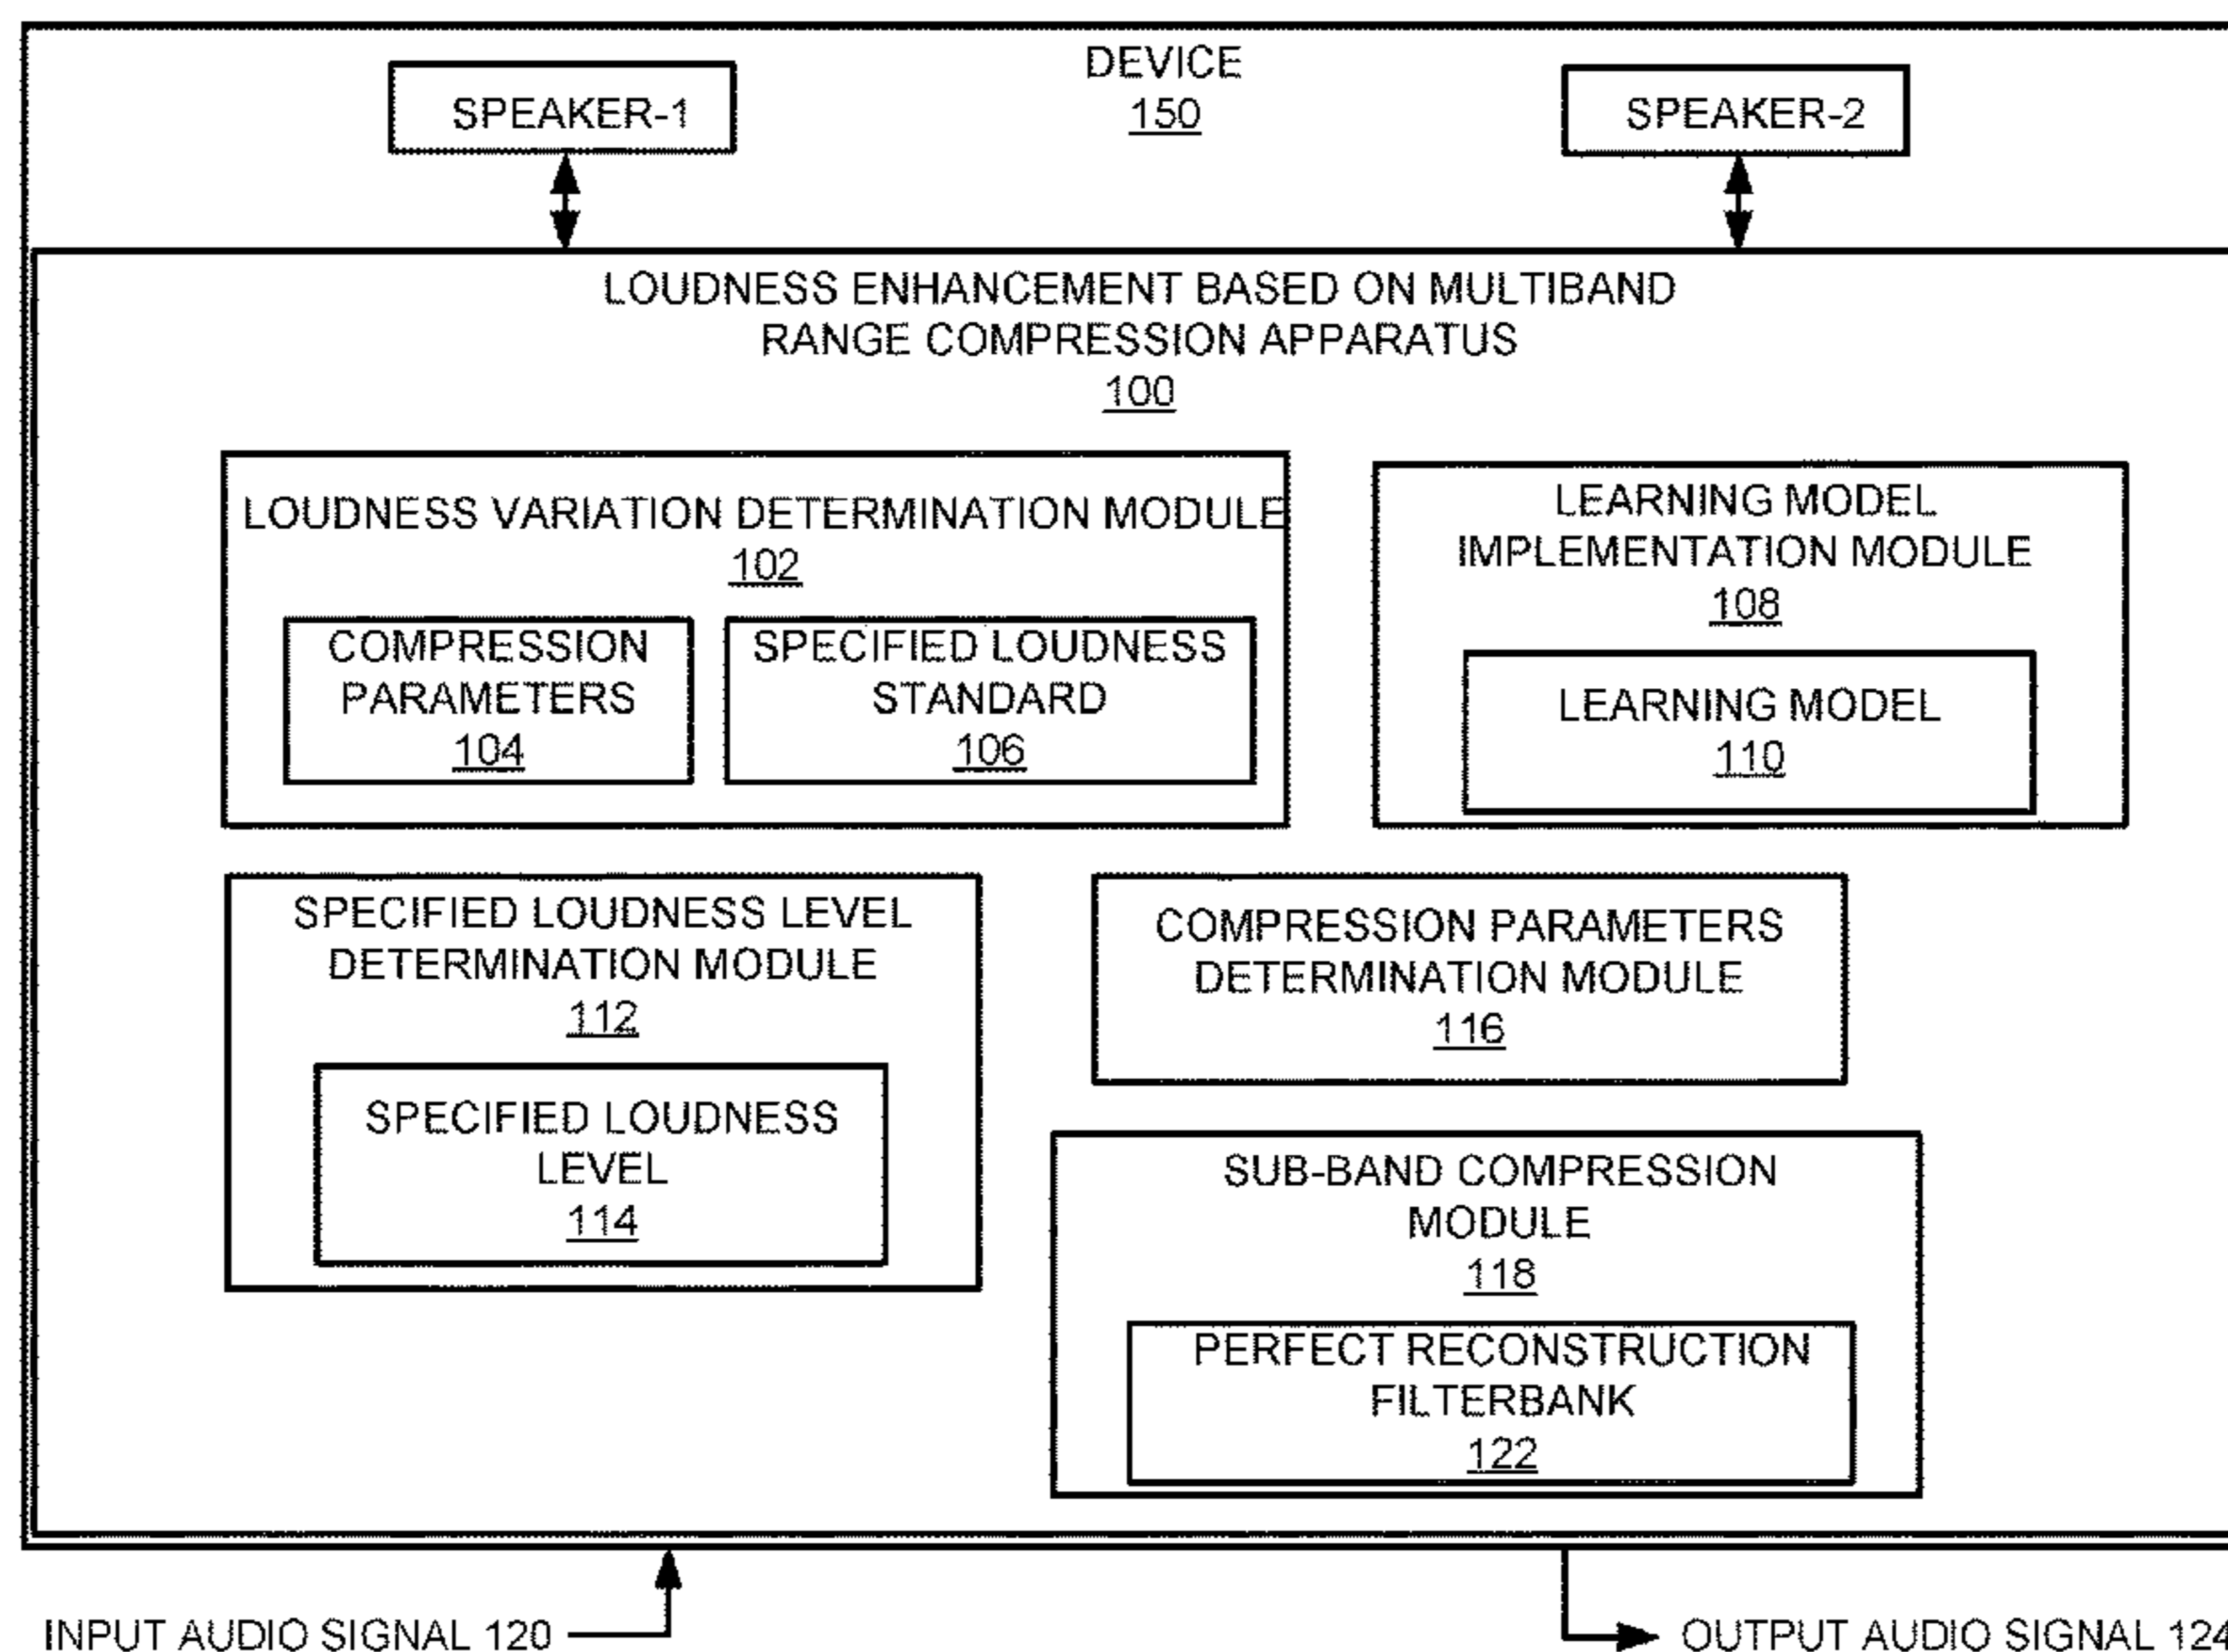 DEVICE
150
SPEAKER-1
SPEAKER-2
LOUDNESS ENHANCEMENT BASED ON MULTIBAND
RANGE COMPRESSION APPARATUS
100
LOUDNESS VARIATION DETERMINATION MODULE
102
COMPRESSION
PARAMETERS
104
SPECIFIED LOUDNESS
STANDARD
106
LEARNING MODEL
IMPLEMENTATION MODULE
108
LEARNING MODEL
110
SPECIFIED LOUDNESS LEVEL
DETERMINATION MODULE
112
SPECIFIED LOUDNESS
LEVEL
114
COMPRESSION PARAMETERS
DETERMINATION MODULE
116
SUB-BAND COMPRESSION
MODULE
118
PERFECT RECONSTRUCTION
FILTERBANK
122
INPUT AUDIO SIGNAL 120
OUTPUT AUDIO SIGNAL 124